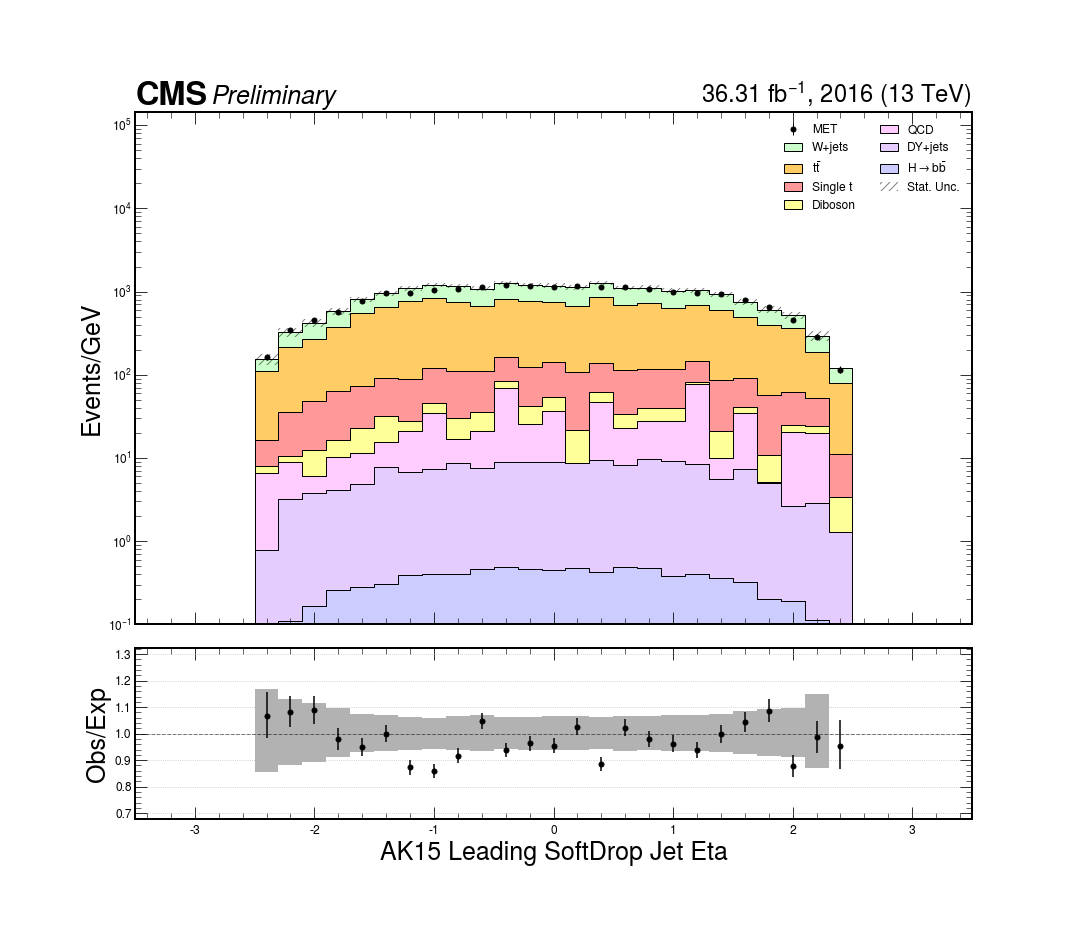 CMS Preliminary 36.31 fb⁻¹, 2016 (13 TeV)
MET
W+jets
tt̄
Single t
Diboson
QCD
DY+jets
H→bb̄
Stat. Unc.
Events/GeV
10⁵
10⁴
10³
10²
10¹
10⁰
10⁻¹
Obs/Exp
1.3
1.2
1.1
1.0
0.9
0.8
0.7
-3 -2 -1 0 1 2 3
AK15 Leading SoftDrop Jet Eta